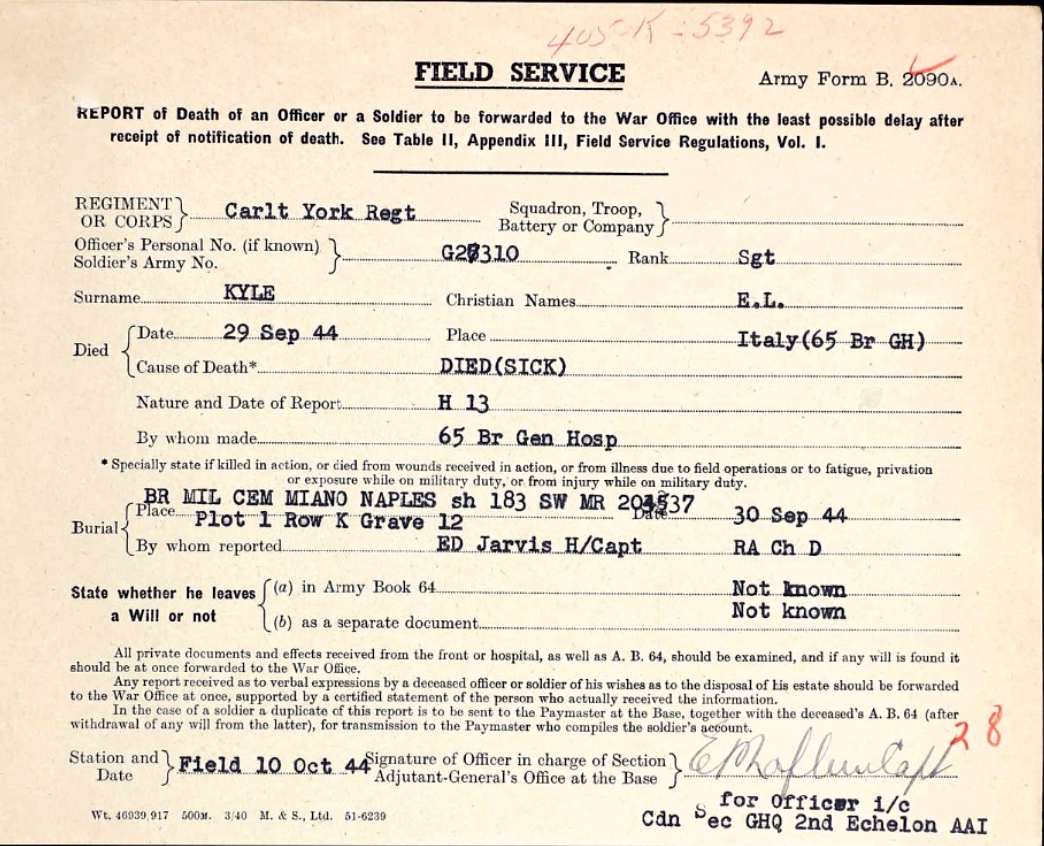 405-K-5392
FIELD SERVICE
Army Form B. 2090A.
REPORT of Death of an Officer or a Soldier to be forwarded to the War Office with the least possible delay after
receipt of notification of death. See Table II, Appendix III, Field Service Regulations, Vol. I.
REGIMENT OR CORPS } Carlt York Regt Squadron, Troop, Battery or Company }
Officer's Personal No. (if known)
Soldier's Army No. } Rank Sgt
Surname KYLE Christian Names E.L.
Died { Date 29 Sep 44 Place Italy(65 Br GH)
Cause of Death* DIED(SICK)
Nature and Date of Report H 13
By whom made 65 Br Gen Hosp
* Specially state if killed in action, or died from wounds received in action, or from illness due to field operations or to fatigue, privation
or exposure while on military duty, or from injury while on military duty.
BR MIL CEM MIANO NAPLES sh 183 SW MR
Burial { Place Plot 1 Row K Grave 12 Date 30 Sep 44
By whom reported ED Jarvis H/Capt RA Ch D
State whether he leaves a Will or not { (a) in Army Book 64 Not known
Not known
(b) as a separate document
All private documents and effects received from the front or hospital, as well as A. B. 64, should be examined, and if any will is found it
should be at once forwarded to the War Office.
Any report received as to verbal expressions by a deceased officer or soldier of his wishes as to the disposal of his estate should be forwarded
to the War Office at once, supported by a certified statement of the person who actually received the information.
In the case of a soldier a duplicate of this report is to be sent to the Paymaster at the Base, together with the deceased's A. B. 64 (after
withdrawal of any will from the latter), for transmission to the Paymaster who compiles the soldier's account.
28
Station and Date } Field 10 Oct 44 Signature of Officer in charge of Section Adjutant-General's Office at the Base } Capt
for Officer i/c
Cdn Sec GHQ 2nd Echelon AAI
Wt. 46939/917 500M. 3/40 M. & S., Ltd. 51-6239